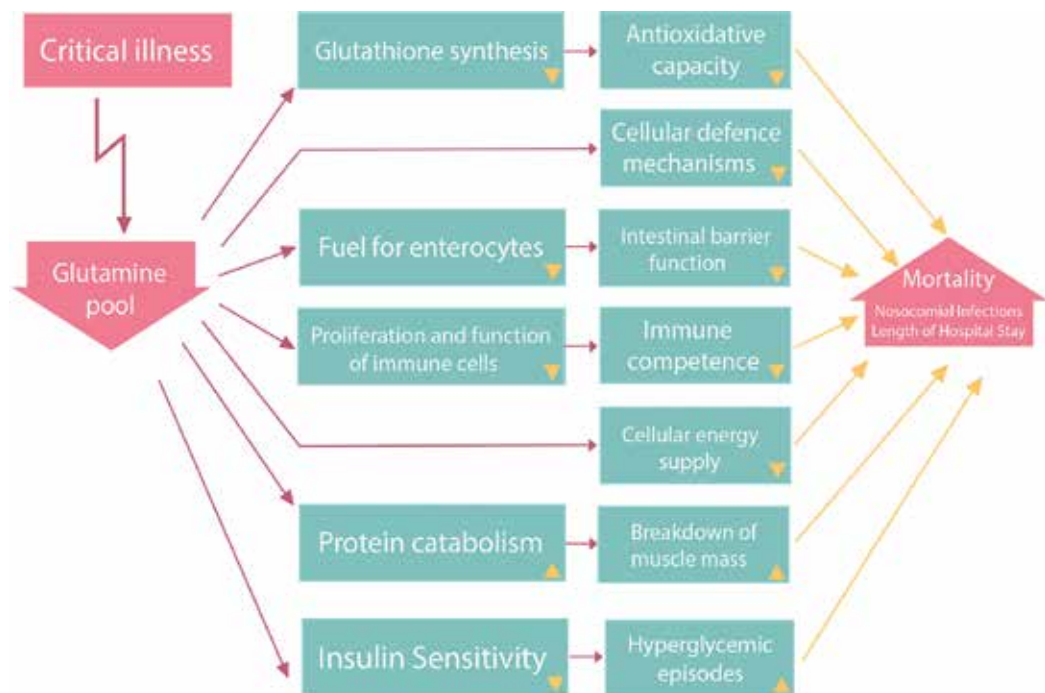 Critical illness
Glutathione synthesis
Antioxidative
capacity
Cellular defence
mechanisms
Glutamine
pool
Fuel for enterocytes
Intestinal barrier
function
Mortality
Nosocomial Infections
Length of Hospital Stay
Proliferation and function
of immune cells
Immune
competence
Cellular energy
supply
Protein catabolism
Breakdown of
muscle mass
Insulin Sensitivity
Hyperglycemic
episodes